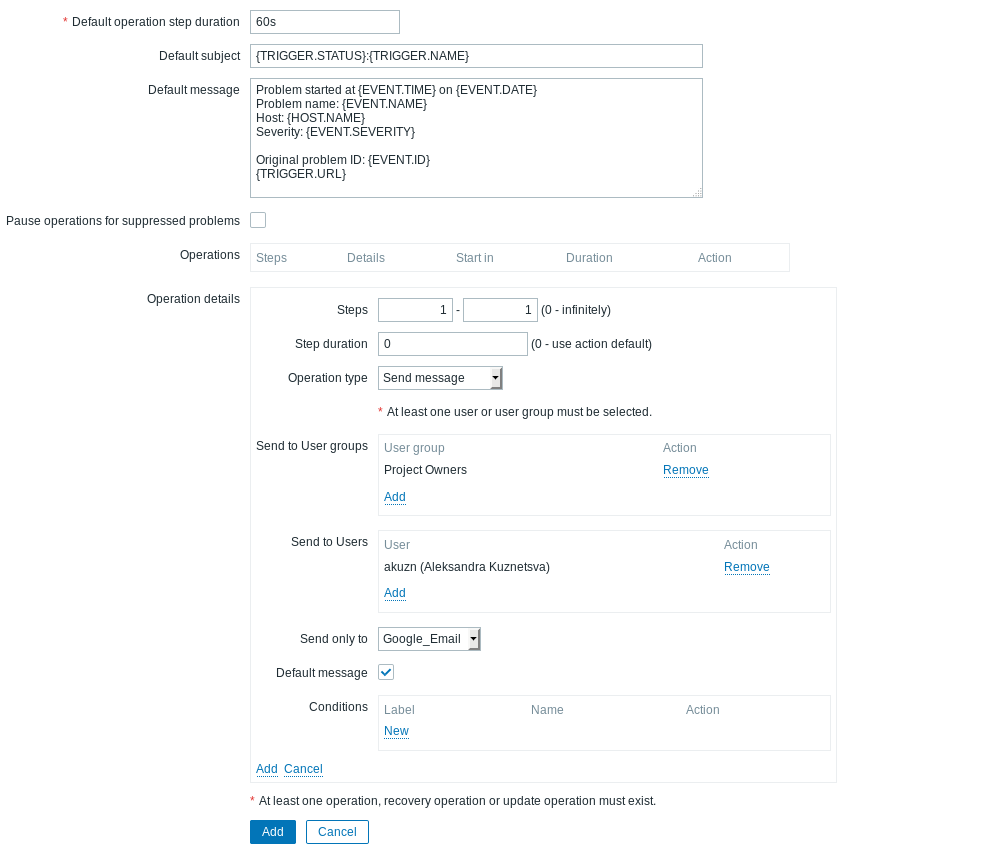 * Default operation step duration 60s
Default subject {TRIGGER.STATUS}:{TRIGGER.NAME}
Default message Problem started at {EVENT.TIME} on {EVENT.DATE}
Problem name: {EVENT.NAME}
Host: {HOST.NAME}
Severity: {EVENT.SEVERITY}
Original problem ID: {EVENT.ID}
{TRIGGER.URL}
Pause operations for suppressed problems
Operations Steps Details Start in Duration Action
Operation details
Steps 1 - 1 (0 - infinitely)
Step duration 0 (0 - use action default)
Operation type Send message
* At least one user or user group must be selected.
Send to User groups User group Action
Project Owners Remove
Add
Send to Users User Action
akuzn (Aleksandra Kuznetsva) Remove
Add
Send only to Google_Email
Default message
Conditions Label Name Action
New
Add Cancel
* At least one operation, recovery operation or update operation must exist.
Add Cancel